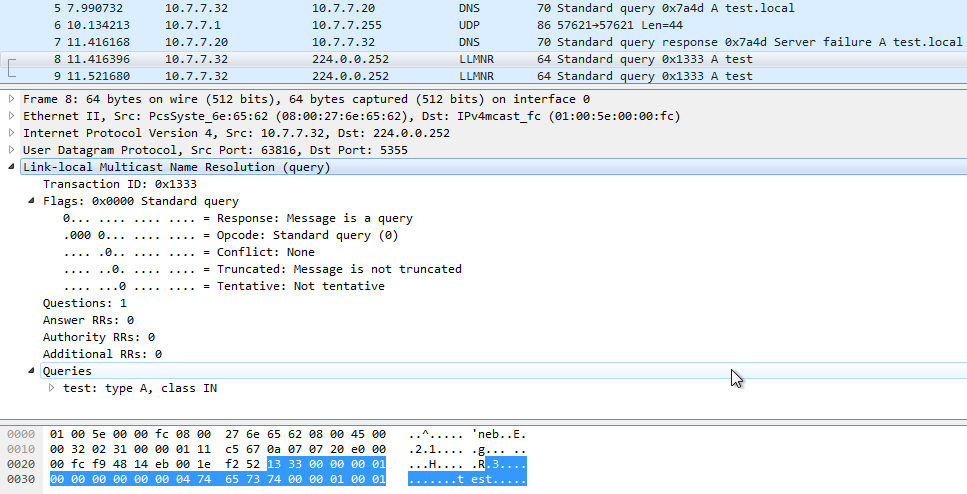 5 7.990732 10.7.7.32 10.7.7.20 DNS 70 Standard query 0x7a4d A test.local
6 10.134213 10.7.7.1 10.7.7.255 UDP 86 57621→57621 Len=44
7 11.416168 10.7.7.20 10.7.7.32 DNS 70 Standard query response 0x7a4d Server failure A test.local
8 11.416396 10.7.7.32 224.0.0.252 LLMNR 64 Standard query 0x1333 A test
9 11.521680 10.7.7.32 224.0.0.252 LLMNR 64 Standard query 0x1333 A test
Frame 8: 64 bytes on wire (512 bits), 64 bytes captured (512 bits) on interface 0
Ethernet II, Src: PcsSyste_6e:65:62 (08:00:27:6e:65:62), Dst: IPv4mcast_fc (01:00:5e:00:00:fc)
Internet Protocol Version 4, Src: 10.7.7.32, Dst: 224.0.0.252
User Datagram Protocol, Src Port: 63816, Dst Port: 5355
Link-local Multicast Name Resolution (query)
Transaction ID: 0x1333
Flags: 0x0000 Standard query
0... .... .... .... = Response: Message is a query
.000 0... .... .... = Opcode: Standard query (0)
.... .0.. .... .... = Conflict: None
.... ..0. .... .... = Truncated: Message is not truncated
.... ...0 .... .... = Tentative: Not tentative
Questions: 1
Answer RRs: 0
Authority RRs: 0
Additional RRs: 0
Queries
test: type A, class IN
0000 01 00 5e 00 00 fc 08 00 27 6e 65 62 08 00 45 00 ..^..... 'neb..E.
0010 00 32 02 31 00 00 01 11 c5 67 0a 07 07 20 e0 00 .2.1.... .g... ..
0020 00 fc f9 48 14 eb 00 1e f2 52 13 33 00 00 00 01 ...H.... .R.3....
0030 00 00 00 00 00 00 04 74 65 73 74 00 00 01 00 01 .......t est.....